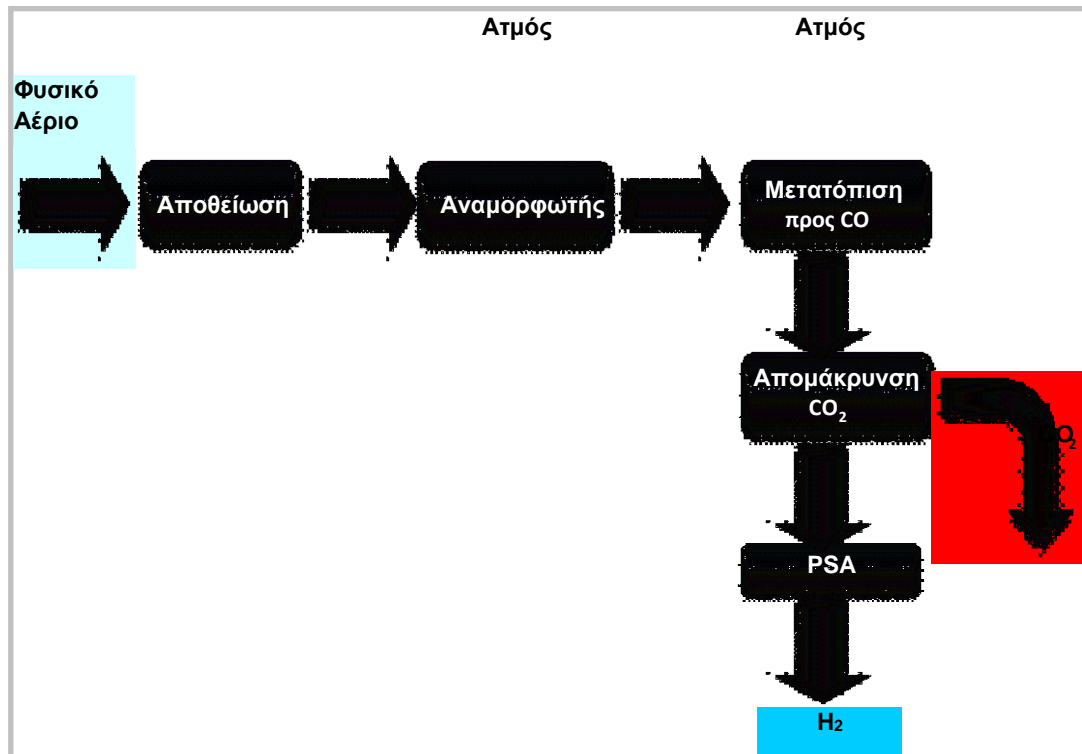 Ατμός Ατμός
Φυσικό
Αέριο
Αποθείωση Αναμορφωτής Μετατόπιση
προς CO
Απομάκρυνση
CO₂
CO₂
PSA
H₂